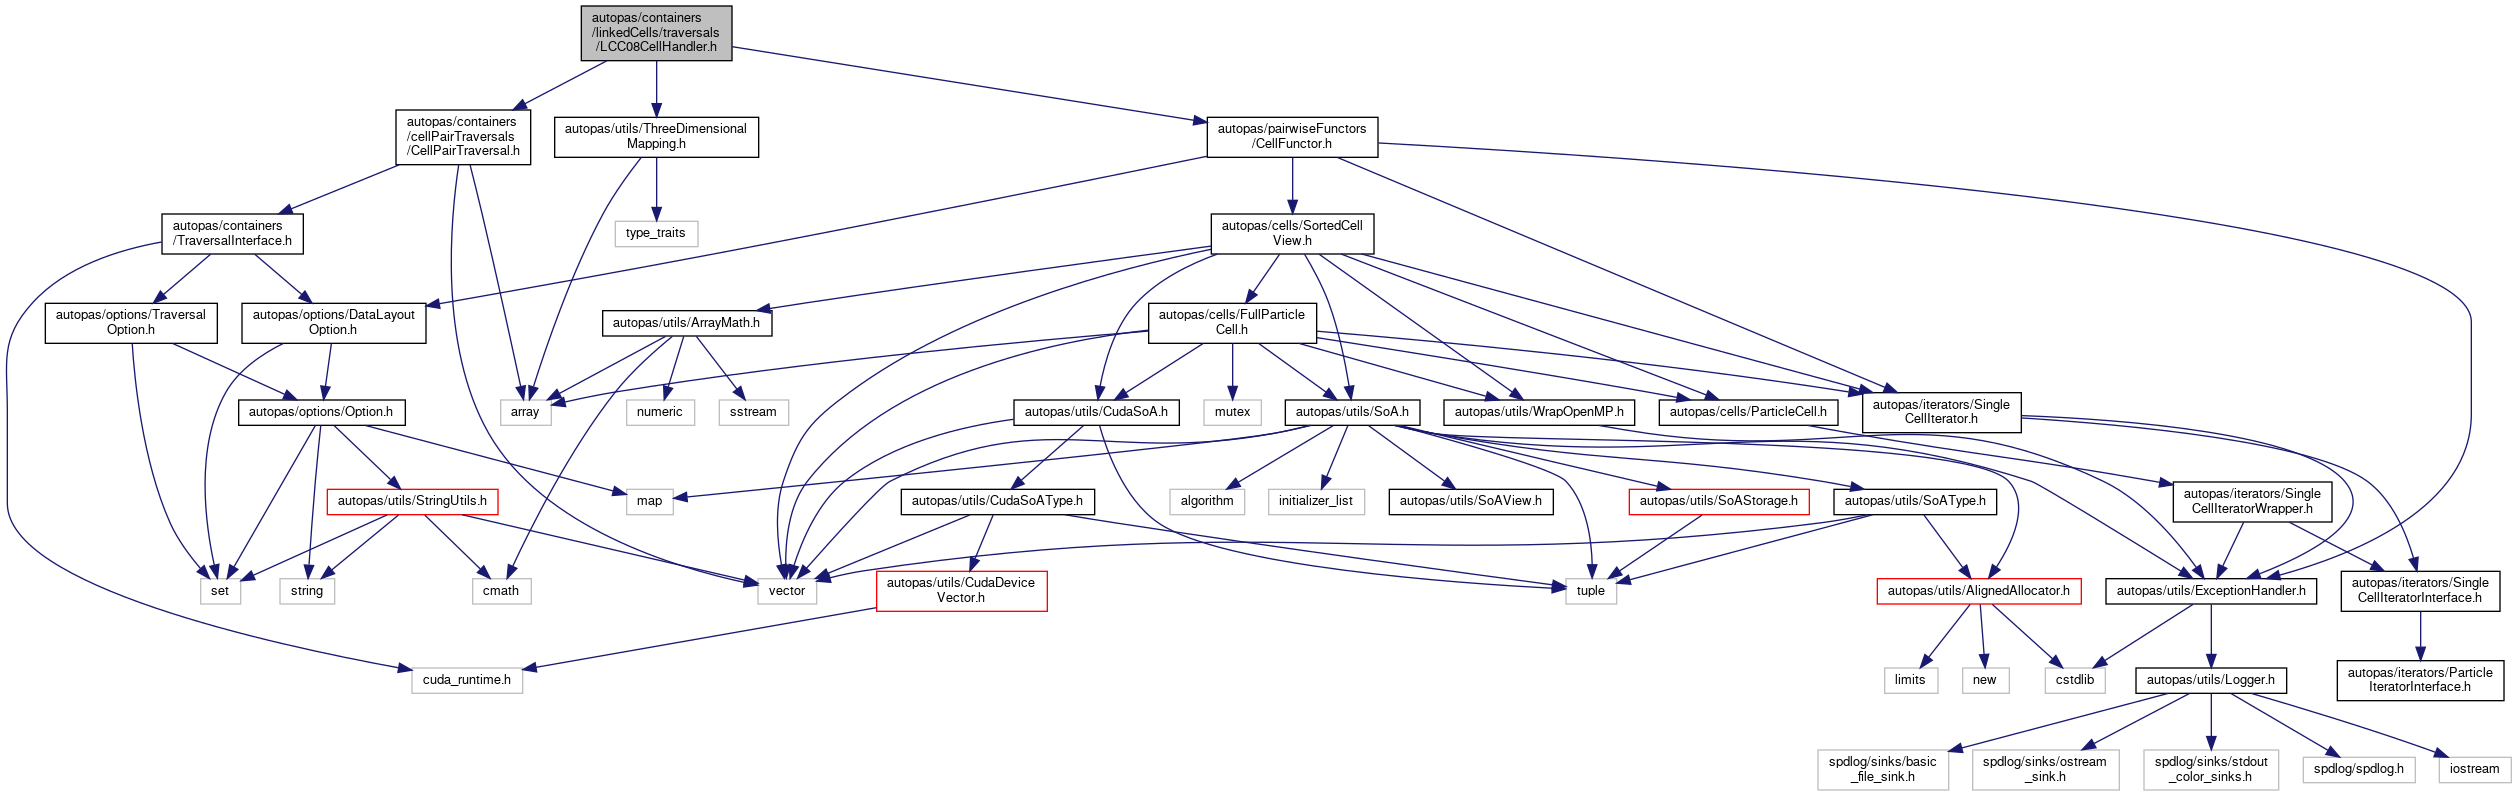 autopas/containers
/linkedCells/traversals
/LCC08CellHandler.h
autopas/containers
/cellPairTraversals
/CellPairTraversal.h
autopas/utils/ThreeDimensional
Mapping.h
autopas/pairwiseFunctors
/CellFunctor.h
autopas/containers
/TraversalInterface.h
type_traits
autopas/cells/SortedCell
View.h
autopas/options/Traversal
Option.h
autopas/options/DataLayout
Option.h
autopas/utils/ArrayMath.h
autopas/cells/FullParticle
Cell.h
autopas/options/Option.h
array
numeric
sstream
autopas/utils/CudaSoA.h
mutex
autopas/utils/SoA.h
autopas/utils/WrapOpenMP.h
autopas/cells/ParticleCell.h
autopas/iterators/Single
CellIterator.h
autopas/utils/StringUtils.h
map
autopas/utils/CudaSoAType.h
algorithm
initializer_list
autopas/utils/SoAView.h
autopas/utils/SoAStorage.h
autopas/utils/SoAType.h
autopas/iterators/Single
CellIteratorWrapper.h
set
string
cmath
vector
autopas/utils/CudaDevice
Vector.h
tuple
autopas/utils/AlignedAllocator.h
autopas/utils/ExceptionHandler.h
autopas/iterators/Single
CellIteratorInterface.h
cuda_runtime.h
limits
new
cstdlib
autopas/utils/Logger.h
autopas/iterators/Particle
IteratorInterface.h
spdlog/sinks/basic
_file_sink.h
spdlog/sinks/ostream
_sink.h
spdlog/sinks/stdout
_color_sinks.h
spdlog/spdlog.h
iostream